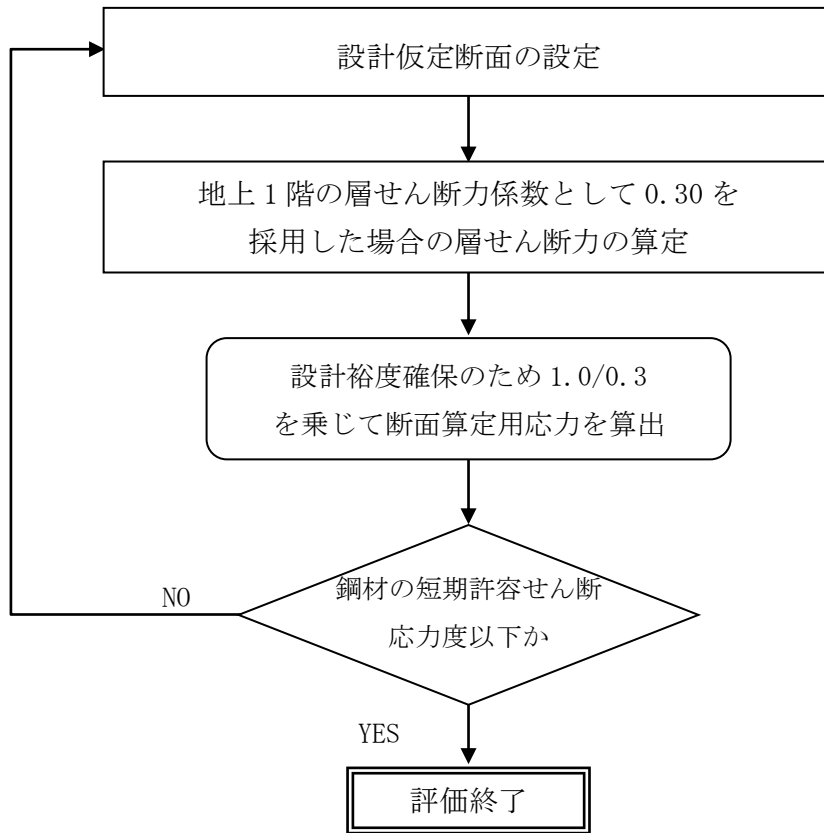 設計仮定断面の設定
地上1階の層せん断力係数として0.30を
採用した場合の層せん断力の算定
設計裕度確保のため1.0/0.3
を乗じて断面算定用応力を算出
鋼材の短期許容せん断
応力度以下か
NO
YES
評価終了